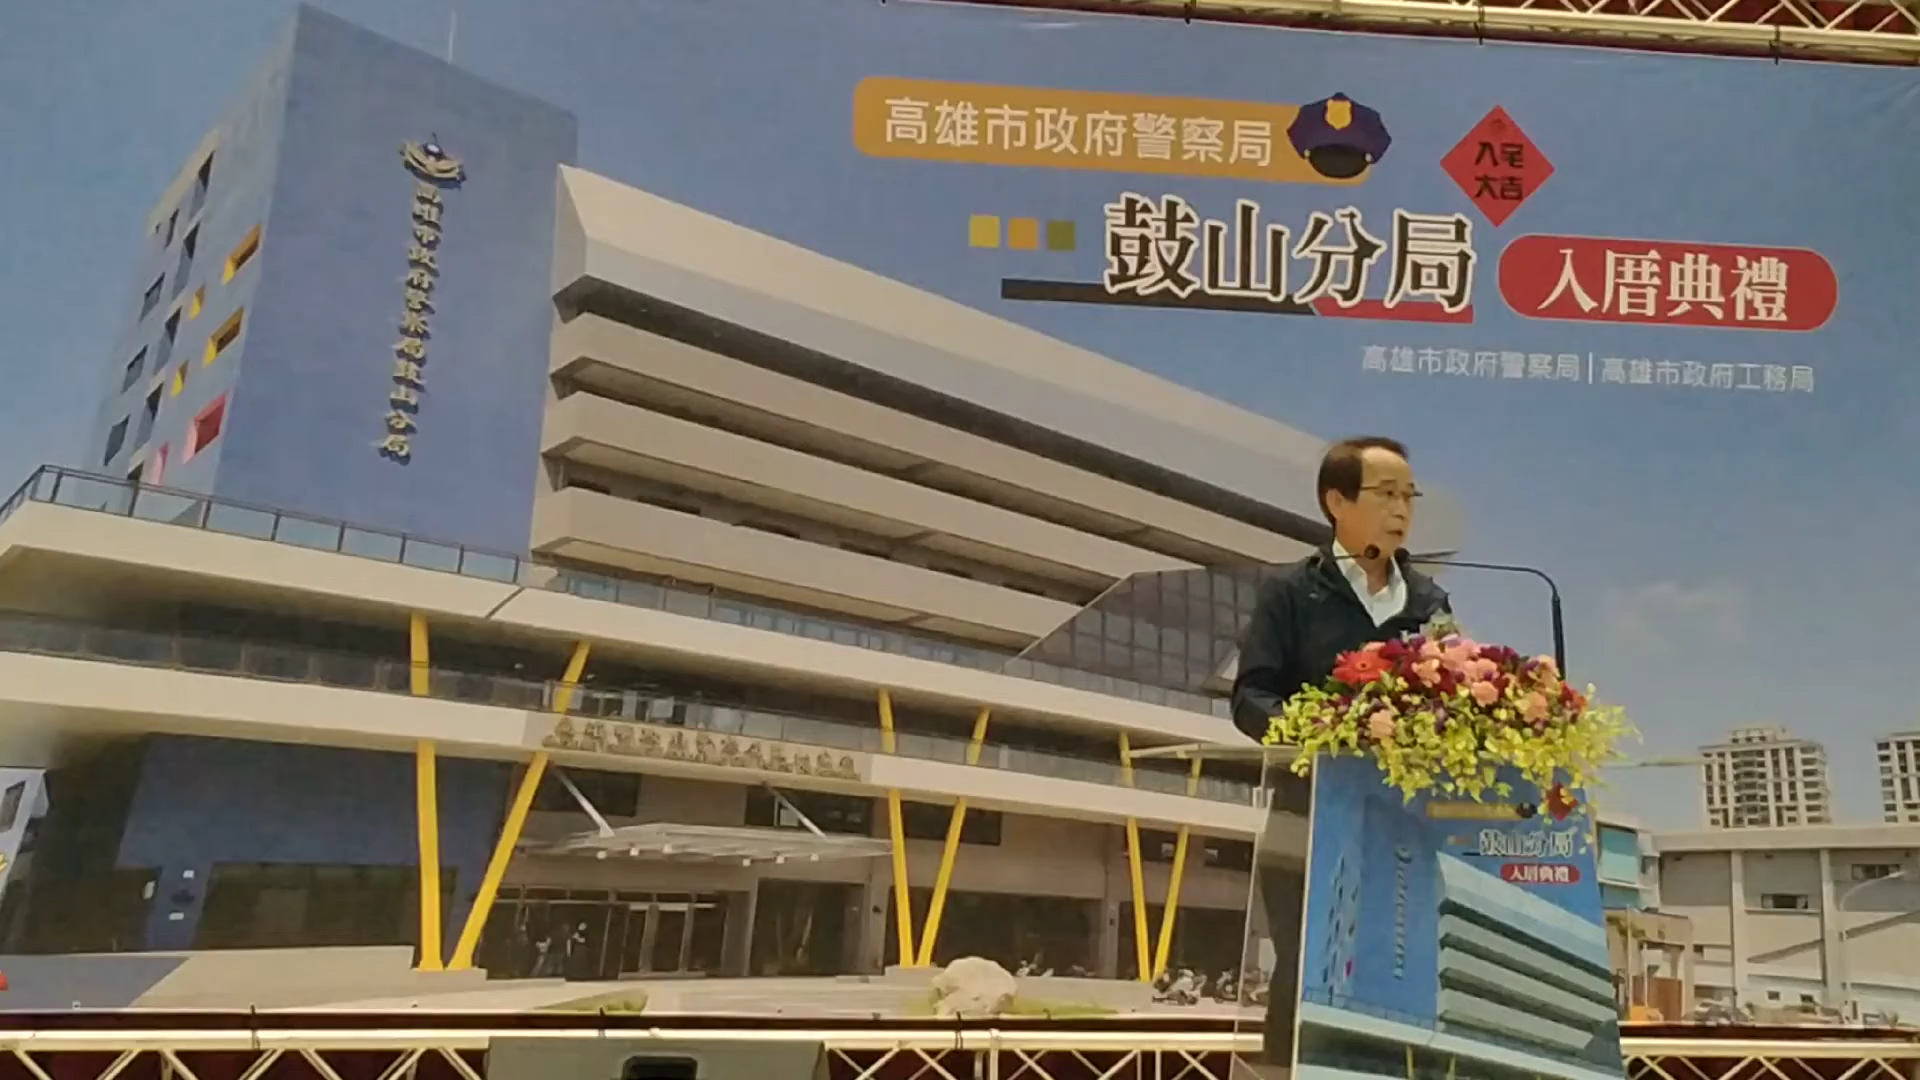 高雄市政府警察局
入宅
大吉
鼓山分局
入厝典禮
高雄市政府警察局|高雄市政府工務局
高雄市政府警察局鼓山分局
鼓山分局
入厝典禮